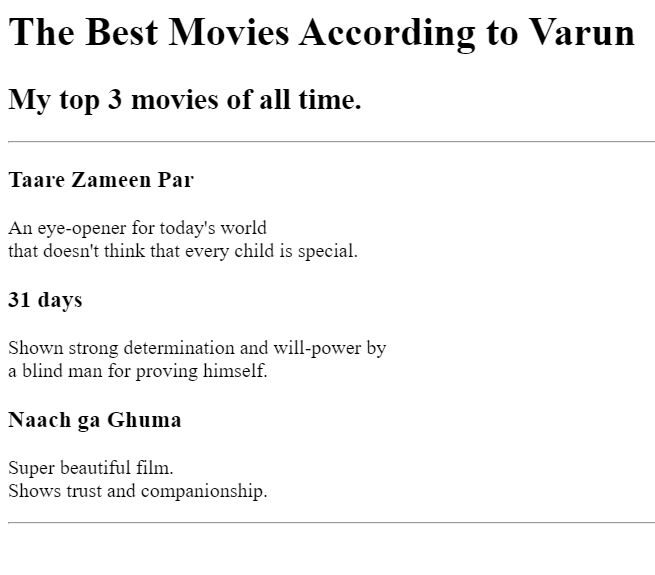 The Best Movies According to Varun
My top 3 movies of all time.
Taare Zameen Par
An eye-opener for today's world
that doesn't think that every child is special.
31 days
Shown strong determination and will-power by
a blind man for proving himself.
Naach ga Ghuma
Super beautiful film.
Shows trust and companionship.